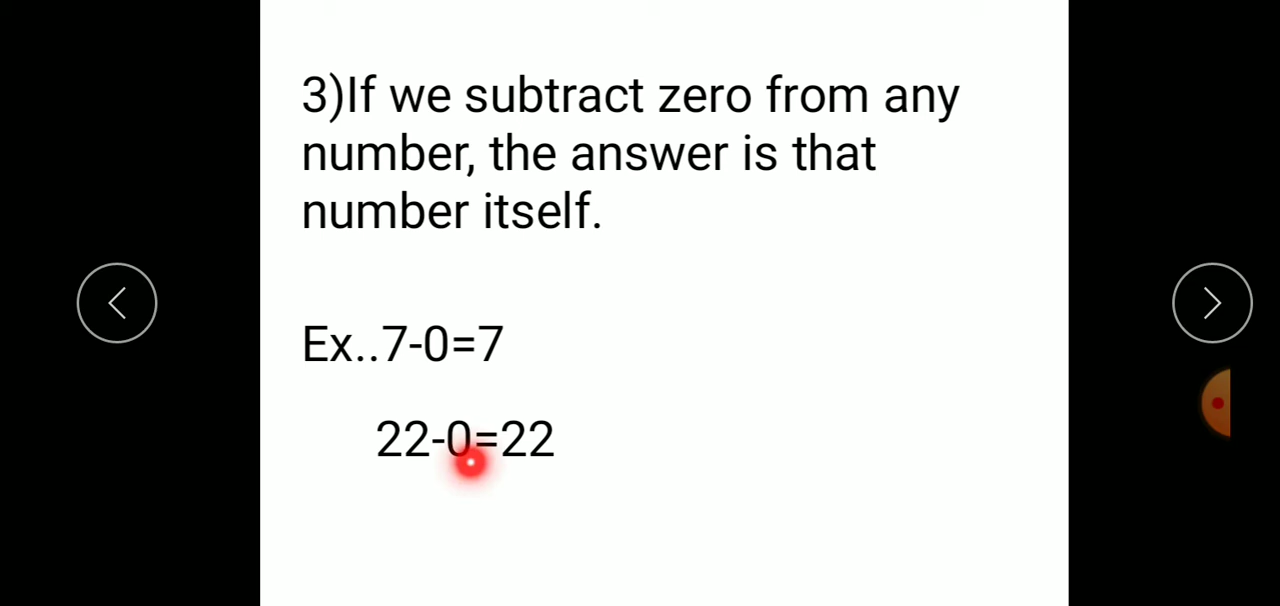 3)If we subtract zero from any
number, the answer is that
number itself.
Ex..7-0=7
22-0=22